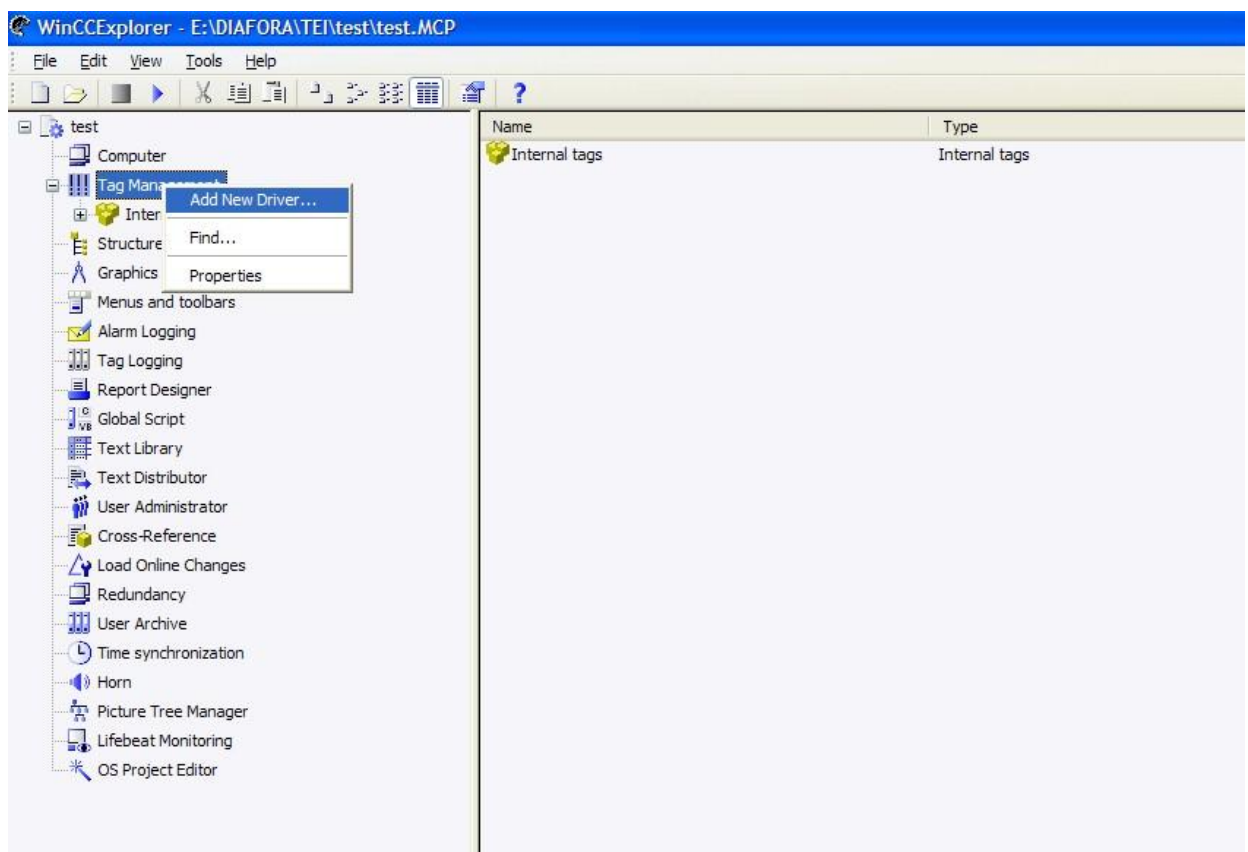 WinCCExplorer - E:\DIAFORA\TEI\test\test.MCP
File Edit View Tools Help
test
Name Type
Computer
Internal tags Internal tags
Tag Management
Add New Driver...
Inter
Find...
Structure
Graphics
Properties
Menus and toolbars
Alarm Logging
Tag Logging
Report Designer
Global Script
Text Library
Text Distributor
User Administrator
Cross-Reference
Load Online Changes
Redundancy
User Archive
Time synchronization
Horn
Picture Tree Manager
Lifebeat Monitoring
OS Project Editor